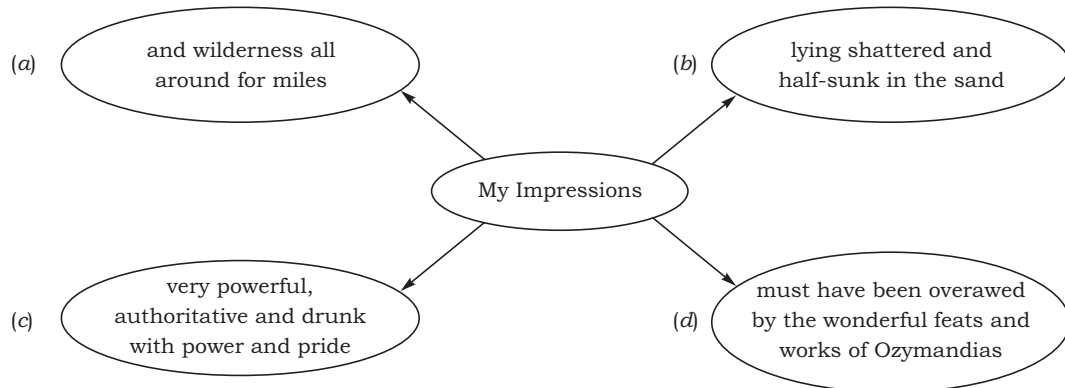 (a)
and wilderness all
around for miles
(b)
lying shattered and
half-sunk in the sand
My Impressions
(c)
very powerful,
authoritative and drunk
with power and pride
(d)
must have been overawed
by the wonderful feats and
works of Ozymandias